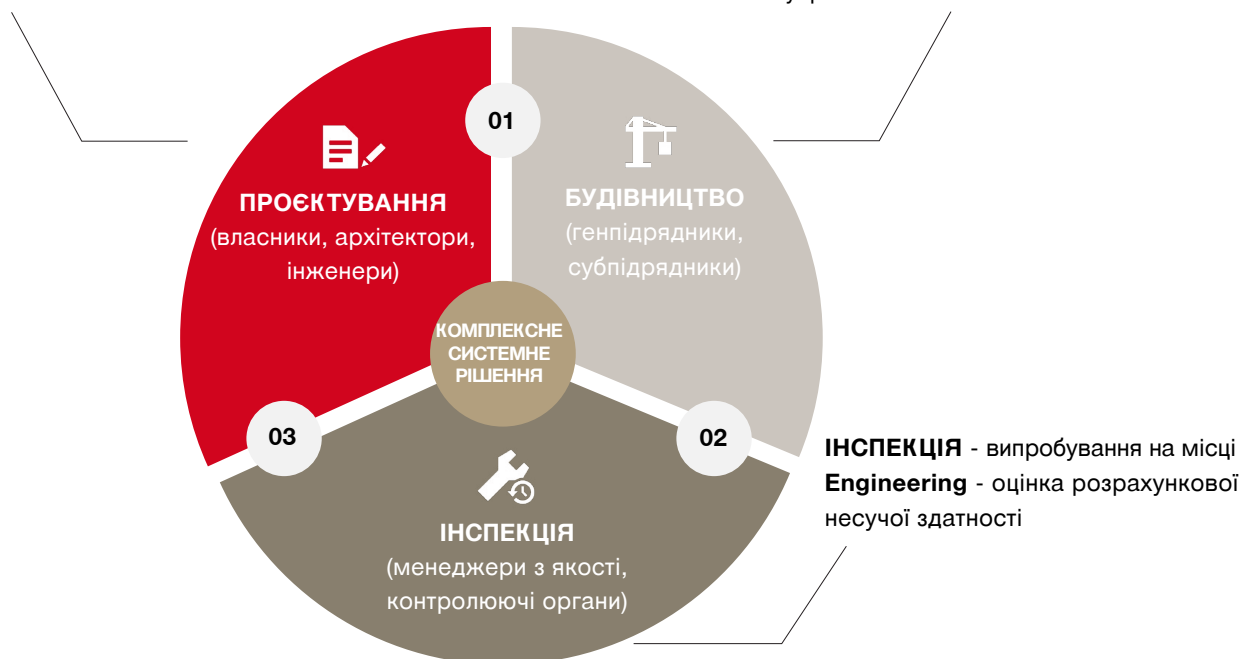 01
ПРОЄКТУВАННЯ
(власники, архітектори,
інженери)
БУДІВНИЦТВО
(генпідрядники,
субпідрядники)
КОМПЛЕКСНЕ
СИСТЕМНЕ
РІШЕННЯ
03
02
ІНСПЕКЦІЯ
(менеджери з якості,
контролюючі органи)
ІНСПЕКЦІЯ - випробування на місці
Engineering - оцінка розрахункової
несучої здатності